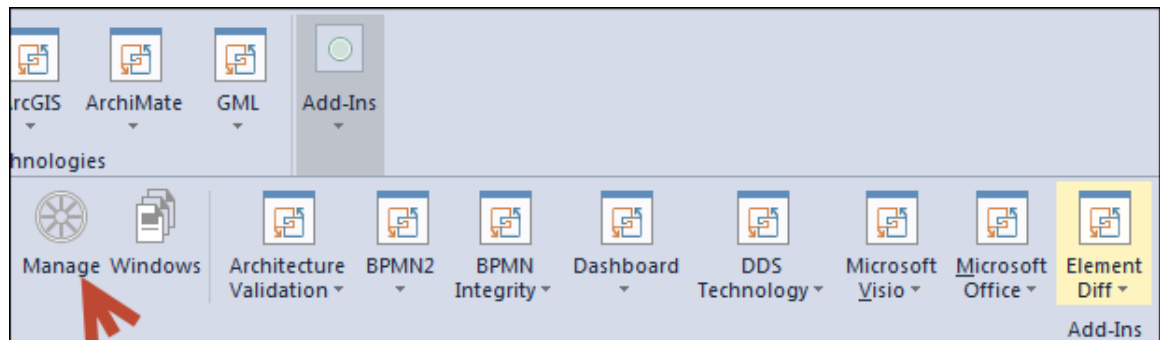 rcGIS ArchiMate GML Add-Ins
hnologies
Manage Windows Architecture BPMN2 BPMN Dashboard DDS Microsoft Microsoft Element
Validation Integrity Technology Visio Office Diff
Add-Ins